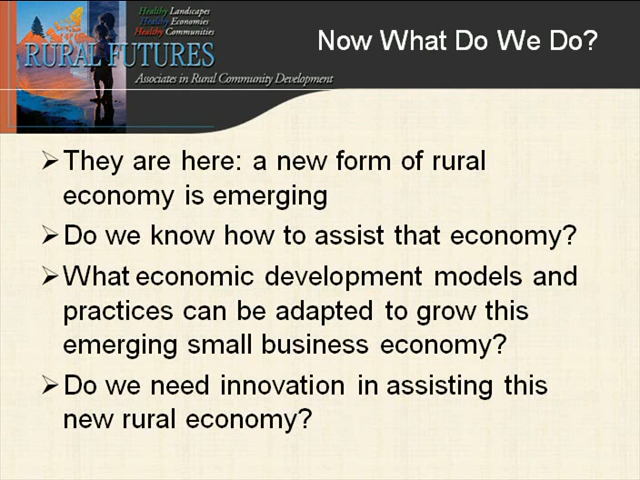 Healthy Landscapes
Healthy Economies
Healthy Communities
RURAL FUTURES
Associates in Rural Community Development
Now What Do We Do?
They are here: a new form of rural
economy is emerging
Do we know how to assist that economy?
What economic development models and
practices can be adapted to grow this
emerging small business economy?
Do we need innovation in assisting this
new rural economy?